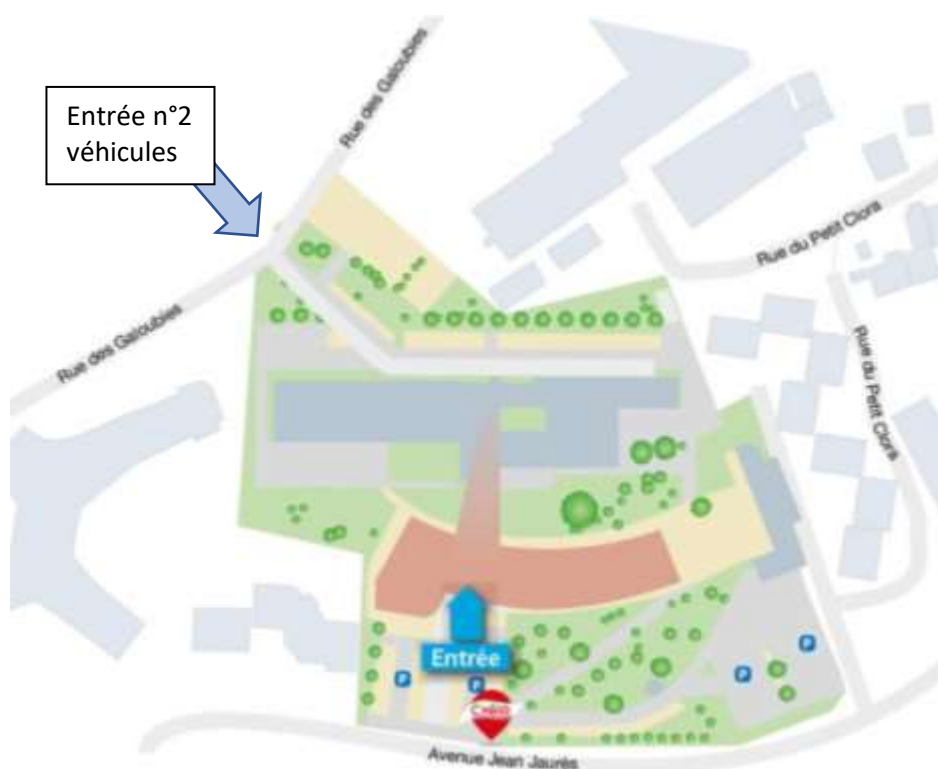 Rue des Galoubies
Entrée n°2
véhicules
Rue du Petit Clora
Rue des Galoubies
Rue du Petit Clora
Entrée
P
P
P
P
Avenue Jean Jaurès